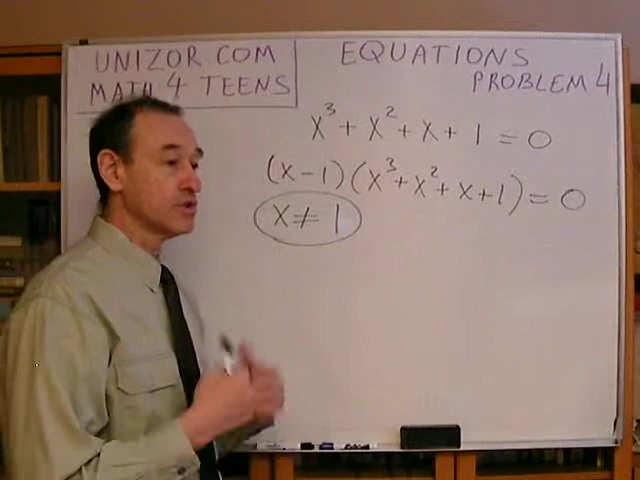 UNIZOR.COM
MATH 4 TEENS
EQUATIONS
PROBLEM 4
x³ + x² + x + 1 = 0
(x - 1)(x³ + x² + x + 1) = 0
x ≠ 1